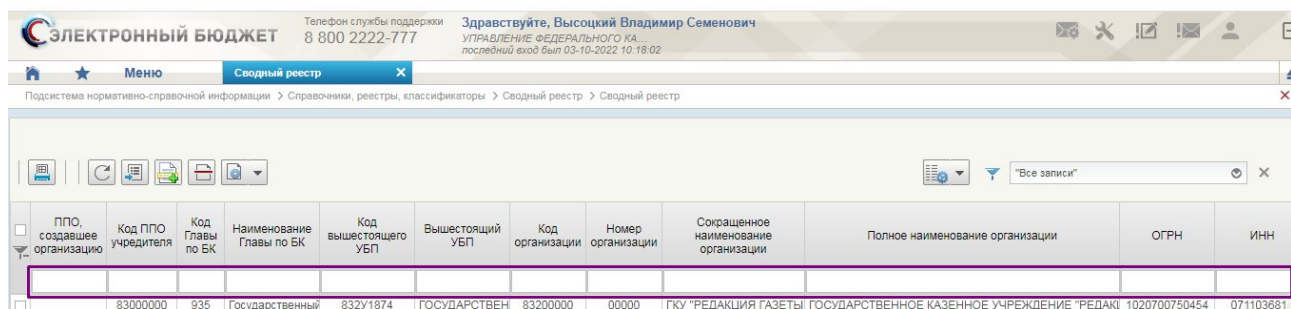 ЭЛЕКТРОННЫЙ БЮДЖЕТ
Телефон службы поддержки
8 800 2222-777
Здравствуйте, Высоцкий Владимир Семенович
УПРАВЛЕНИЕ ФЕДЕРАЛЬНОГО КА...
последний вход был 03-10-2022 10.18.02
Меню
Сводный реестр
Подсистема нормативно-справочной информации > Справочники, реестры, классификаторы > Сводный реестр > Сводный реестр
"Все записи"
ППО, создавшее организацию
Код ППО учредителя
Код Главы по БК
Наименование Главы по БК
Код вышестоящего УБП
Вышестоящий УБП
Код организации
Номер организации
Сокращенное наименование организации
Полное наименование организации
ОГРН
ИНН
83000000 935 Государственный 832У1874 ГОСУДАРСТВЕН 83200000 00000 ГКУ "РЕДАКЦИЯ ГАЗЕТЫ ГОСУДАРСТВЕННОЕ КАЗЕННОЕ УЧРЕЖДЕНИЕ "РЕДАКЦ 1020700750454 071103681